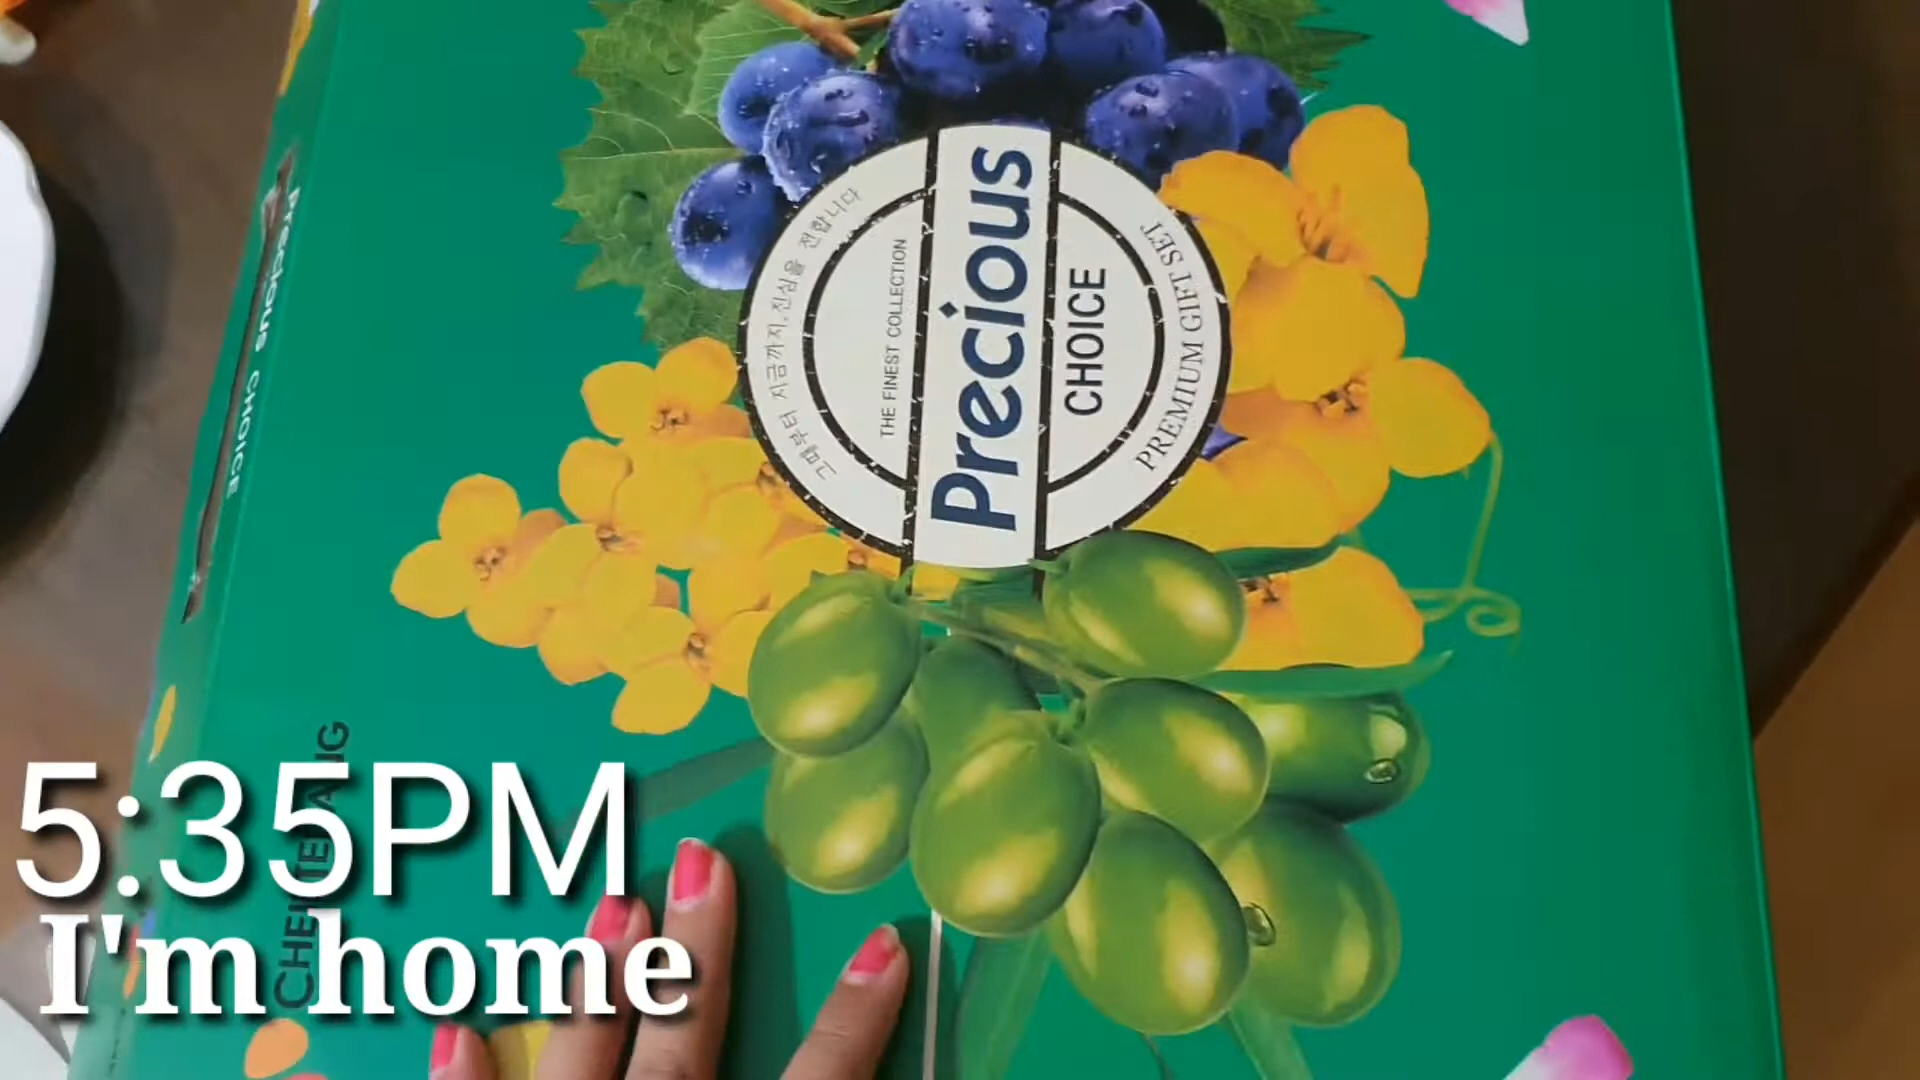 그때부터 지금까지, 진심을 전합니다
THE FINEST COLLECTION
Precious
CHOICE
PREMIUM GIFT SET
Precious CHOICE
5:35PM
I'm home